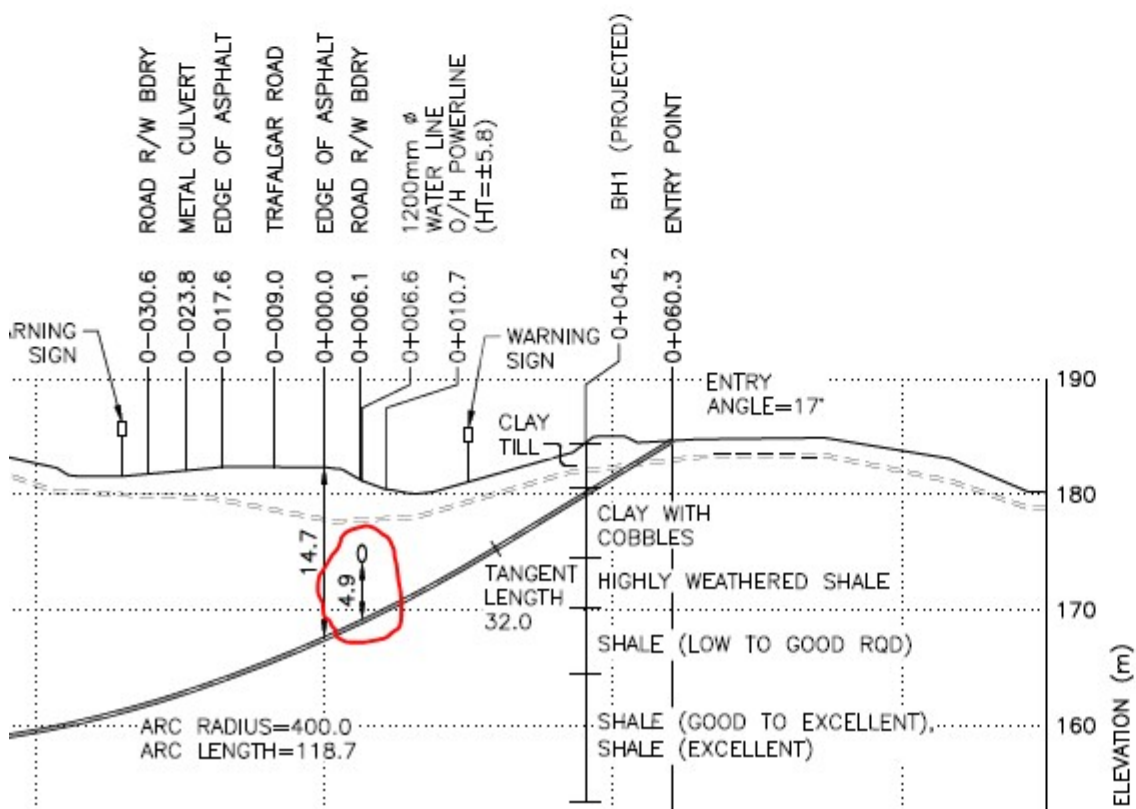 ROAD R/W BDRY
METAL CULVERT
EDGE OF ASPHALT
TRAFALGAR ROAD
EDGE OF ASPHALT
ROAD R/W BDRY
1200mm ø
WATER LINE
O/H POWERLINE
(HT=±5.8)
BH1 (PROJECTED)
ENTRY POINT
0-030.6
0-023.8
0-017.6
0-009.0
0+000.0
0+006.1
0+006.6
0+010.7
0+045.2
0+060.3
ARNING
SIGN
WARNING
SIGN
190
ENTRY
ANGLE=17°
CLAY
TILL
180
CLAY WITH
COBBLES
14.7
4.9
TANGENT
LENGTH
32.0
HIGHLY WEATHERED SHALE
170
SHALE (LOW TO GOOD RQD)
ARC RADIUS=400.0
ARC LENGTH=118.7
SHALE (GOOD TO EXCELLENT),
SHALE (EXCELLENT)
160
ELEVATION (m)